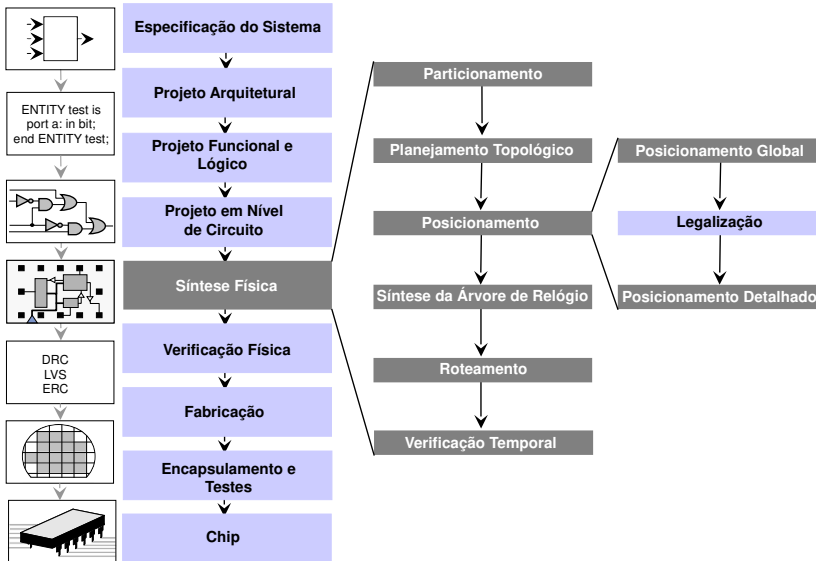 Especificação do Sistema
Projeto Arquitetural
Projeto Funcional e
Lógico
Projeto em Nível
de Circuito
Síntese Física
Verificação Física
Fabricação
Encapsulamento e
Testes
Chip
ENTITY test is
port a: in bit;
end ENTITY test;
DRC
LVS
ERC
Particionamento
Planejamento Topológico
Posicionamento
Síntese da Árvore de Relógio
Roteamento
Verificação Temporal
Posicionamento Global
Legalização
Posicionamento Detalhado